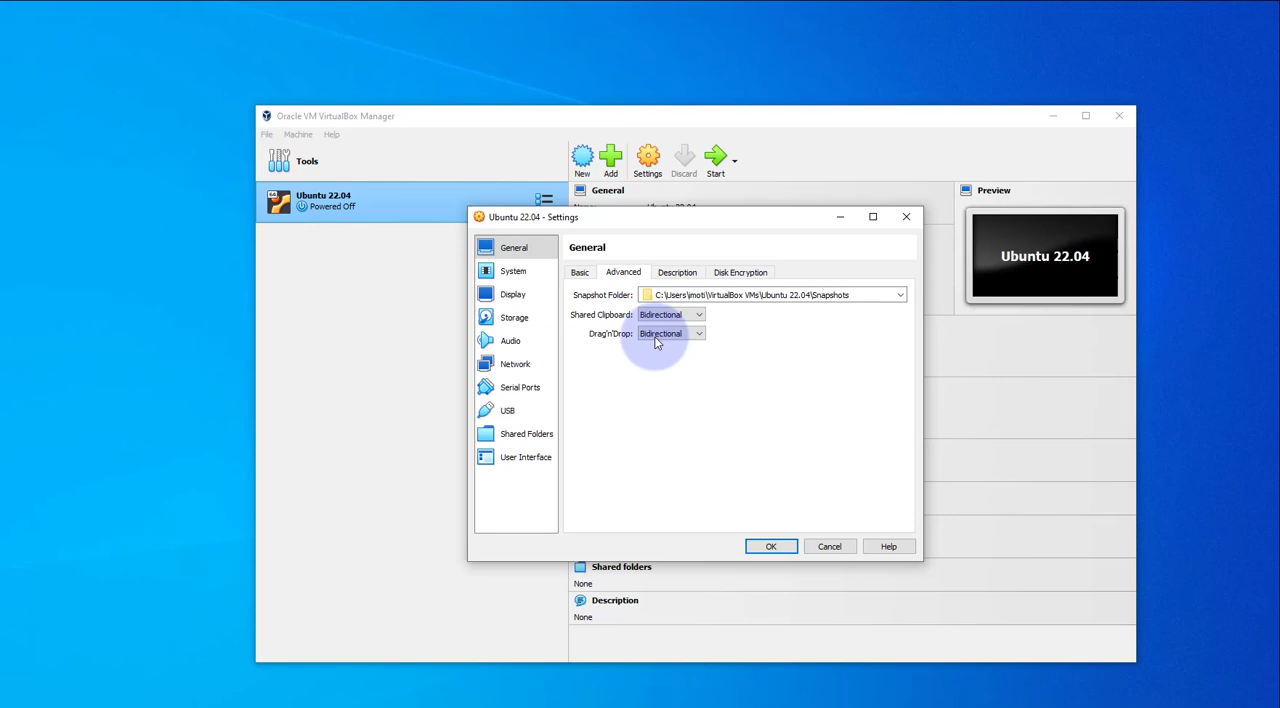 Oracle VM VirtualBox Manager
File Machine Help
Tools
New Add Settings Discard Start
Ubuntu 22.04
Powered Off
General
Preview
Ubuntu 22.04
Ubuntu 22.04 - Settings
General
System
Display
Storage
Audio
Network
Serial Ports
USB
Shared Folders
User Interface
General
Basic Advanced Description Disk Encryption
Snapshot Folder: C:\Users\jmoti\VirtualBox VMs\Ubuntu 22.04\Snapshots
Shared Clipboard: Bidirectional
Drag'n'Drop: Bidirectional
OK Cancel Help
Shared folders
None
Description
None